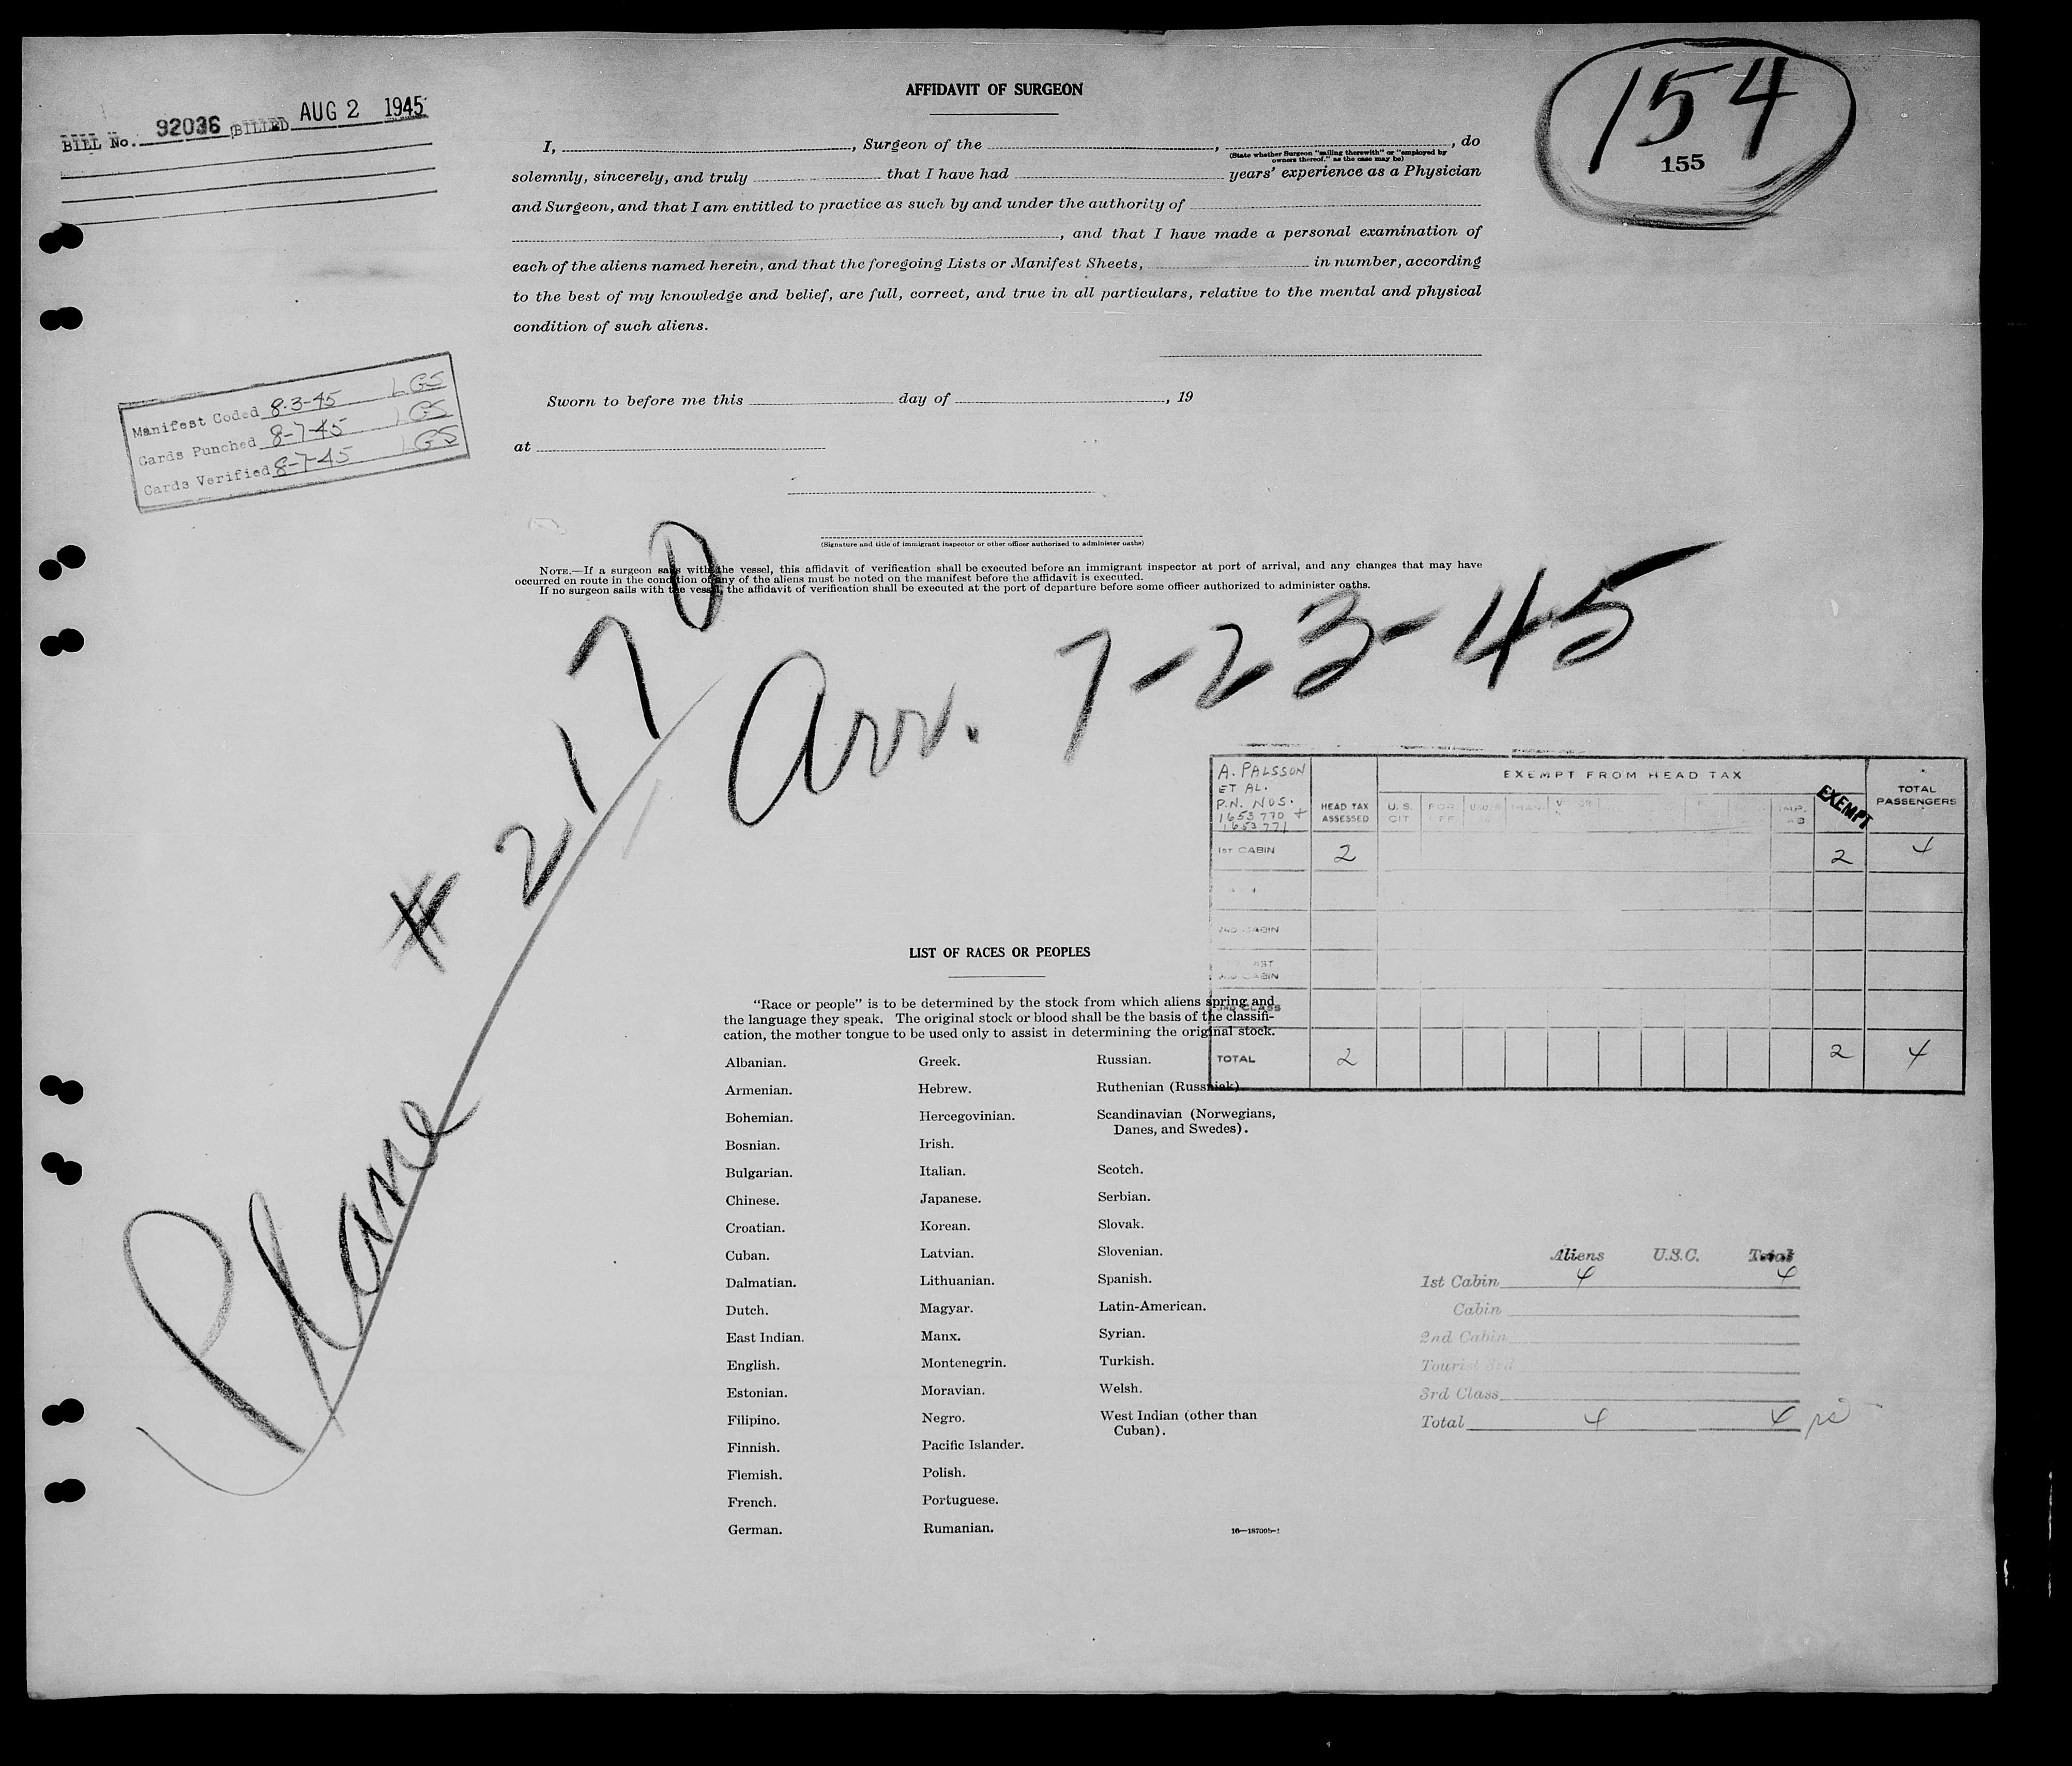 BILL No. 92036 BILLED AUG 2 1945
154
155
AFFIDAVIT OF SURGEON
I, , Surgeon of the , , do
(State whether Surgeon "sailing therewith" or "employed by
owners thereof," as the case may be)
solemnly, sincerely, and truly that I have had years' experience as a Physician
and Surgeon, and that I am entitled to practice as such by and under the authority of
, and that I have made a personal examination of
each of the aliens named herein, and that the foregoing Lists or Manifest Sheets, in number, according
to the best of my knowledge and belief, are full, correct, and true in all particulars, relative to the mental and physical
condition of such aliens.
Manifest Coded 8-3-45 LGS
Cards Punched 8-7-45 LGS
Cards Verified 8-7-45 LGS
Sworn to before me this day of , 19
at
(Signature and title of immigrant inspector or other officer authorized to administer oaths)
NOTE.—If a surgeon sails with the vessel, this affidavit of verification shall be executed before an immigrant inspector at port of arrival, and any changes that may have
occurred en route in the condition of any of the aliens must be noted on the manifest before the affidavit is executed.
If no surgeon sails with the vessel, the affidavit of verification shall be executed at the port of departure before some officer authorized to administer oaths.
Plane # 2170
Arr. 7-23-45
A. PALSSON
ET AL.
P.N. NOS.
1653770 +
1653771
HEAD TAX
ASSESSED
EXEMPT FROM HEAD TAX
U.S.
CIT
EXEMPT
TOTAL
PASSENGERS
1ST CABIN 2 2 4
2ND CABIN
3RD CLASS
TOTAL 2 2 4
LIST OF RACES OR PEOPLES
"Race or people" is to be determined by the stock from which aliens spring and
the language they speak. The original stock or blood shall be the basis of the classifi-
cation, the mother tongue to be used only to assist in determining the original stock.
Albanian.
Armenian.
Bohemian.
Bosnian.
Bulgarian.
Chinese.
Croatian.
Cuban.
Dalmatian.
Dutch.
East Indian.
English.
Estonian.
Filipino.
Finnish.
Flemish.
French.
German.
Greek.
Hebrew.
Hercegovinian.
Irish.
Italian.
Japanese.
Korean.
Latvian.
Lithuanian.
Magyar.
Manx.
Montenegrin.
Moravian.
Negro.
Pacific Islander.
Polish.
Portuguese.
Rumanian.
Russian.
Ruthenian (Russniak).
Scandinavian (Norwegians,
Danes, and Swedes).
Scotch.
Serbian.
Slovak.
Slovenian.
Spanish.
Latin-American.
Syrian.
Turkish.
Welsh.
West Indian (other than
Cuban).
Aliens U.S.C. Total
1st Cabin 4 4
Cabin
2nd Cabin
Tourist 3rd
3rd Class
Total 4 4